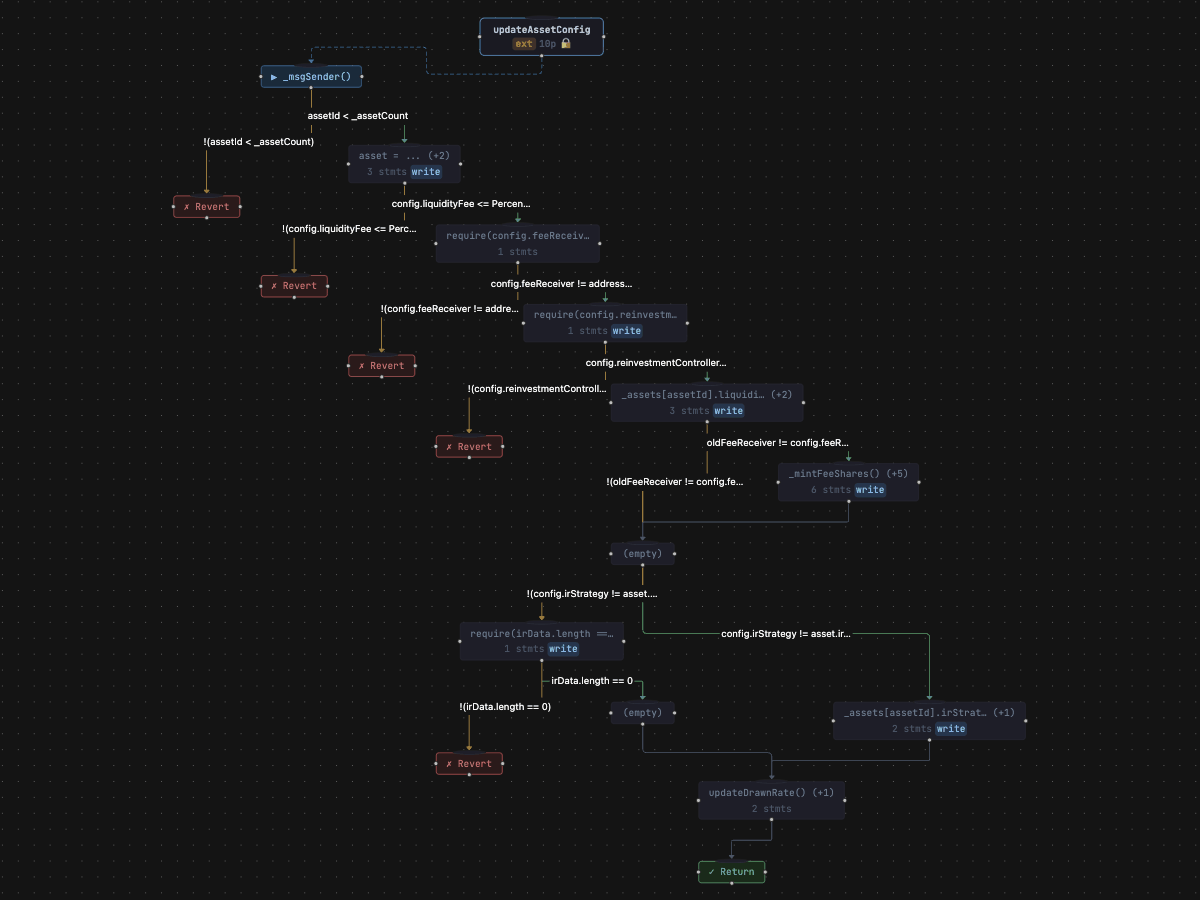 updateAssetConfig
ext 10p
▶ _msgSender()
assetId < _assetCount
!(assetId < _assetCount)
asset = ... (+2)
3 stmts write
✗ Revert
config.liquidityFee <= Percen...
!(config.liquidityFee <= Perc...
require(config.feeReceiv…
1 stmts
✗ Revert
config.feeReceiver != address...
!(config.feeReceiver != addre...
require(config.reinvestm…
1 stmts write
✗ Revert
config.reinvestmentController...
!(config.reinvestmentControll...
_assets[assetId].liquidi… (+2)
3 stmts write
✗ Revert
oldFeeReceiver != config.feeR...
_mintFeeShares() (+5)
6 stmts write
!(oldFeeReceiver != config.fe...
(empty)
!(config.irStrategy != asset....
config.irStrategy != asset.ir...
require(irData.length ==…
1 stmts write
irData.length == 0
!(irData.length == 0)
(empty)
_assets[assetId].irStrat… (+1)
2 stmts write
✗ Revert
updateDrawnRate() (+1)
2 stmts
✓ Return